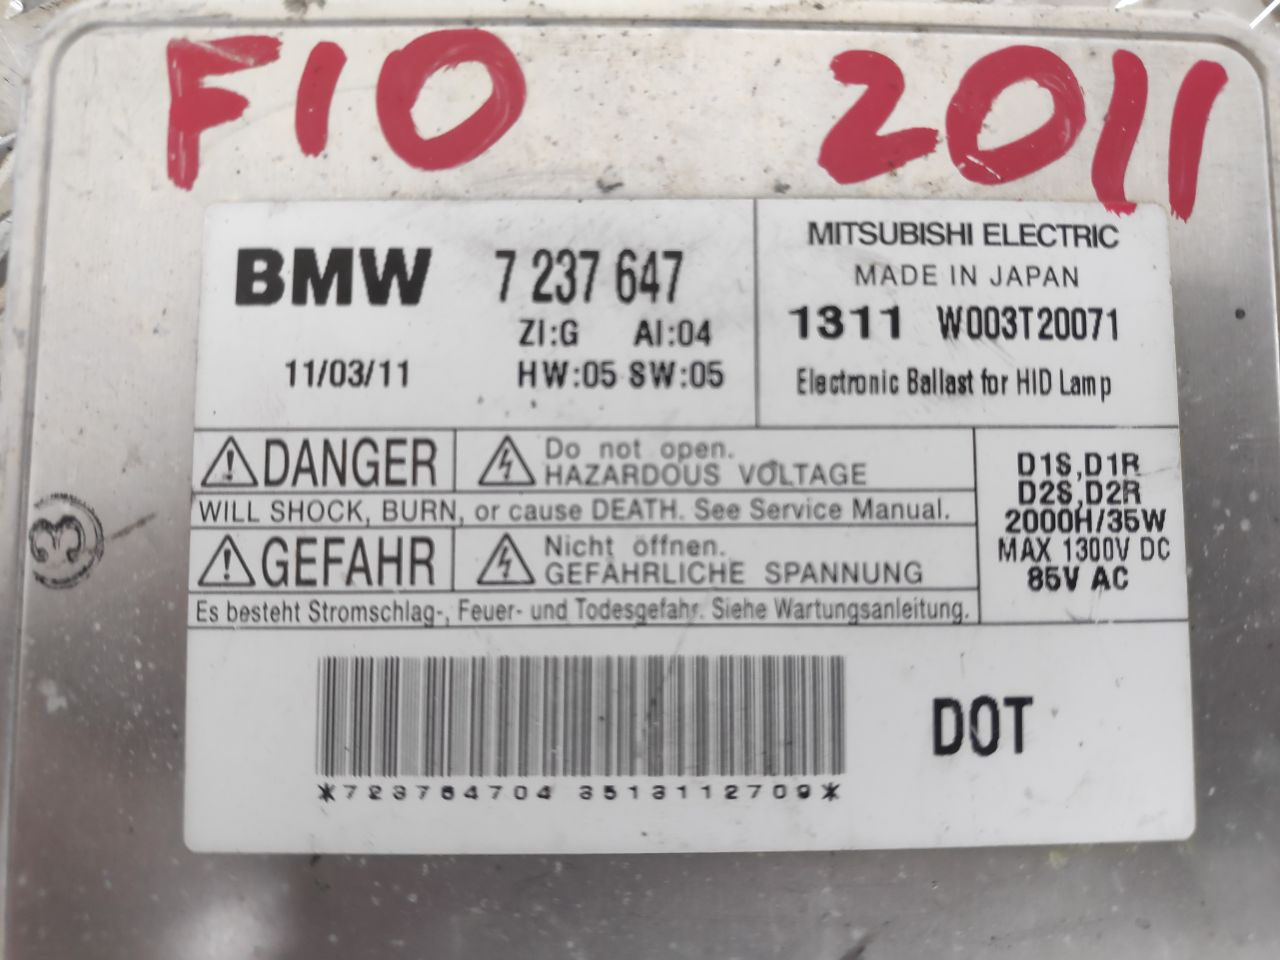 F10 2011
BMW 7 237 647
ZI:G AI:04
11/03/11 HW:05 SW:05
MITSUBISHI ELECTRIC
MADE IN JAPAN
1311 W003T20071
Electronic Ballast for HID Lamp
DANGER
Do not open.
HAZARDOUS VOLTAGE
WILL SHOCK, BURN, or cause DEATH. See Service Manual.
GEFAHR
Nicht öffnen.
GEFÄHRLICHE SPANNUNG
Es besteht Stromschlag-, Feuer- und Todesgefahr. Siehe Wartungsanleitung.
D1S,D1R
D2S,D2R
2000H/35W
MAX 1300V DC
85V AC
3
*723764704 3513112709*
DOT